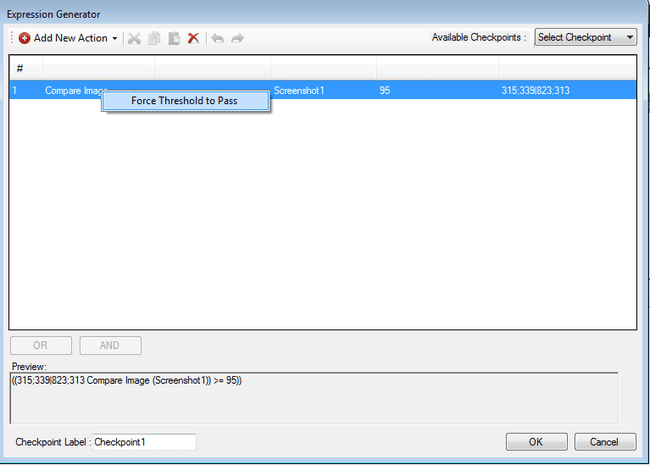 Expression Generator
Add New Action Available Checkpoints : Select Checkpoint
#
1 Compare Image Screenshot1 95 315;339|823;313
Force Threshold to Pass
OR AND
Preview:
((315;339|823;313 Compare Image (Screenshot1)) >= 95))
Checkpoint Label : Checkpoint1 OK Cancel